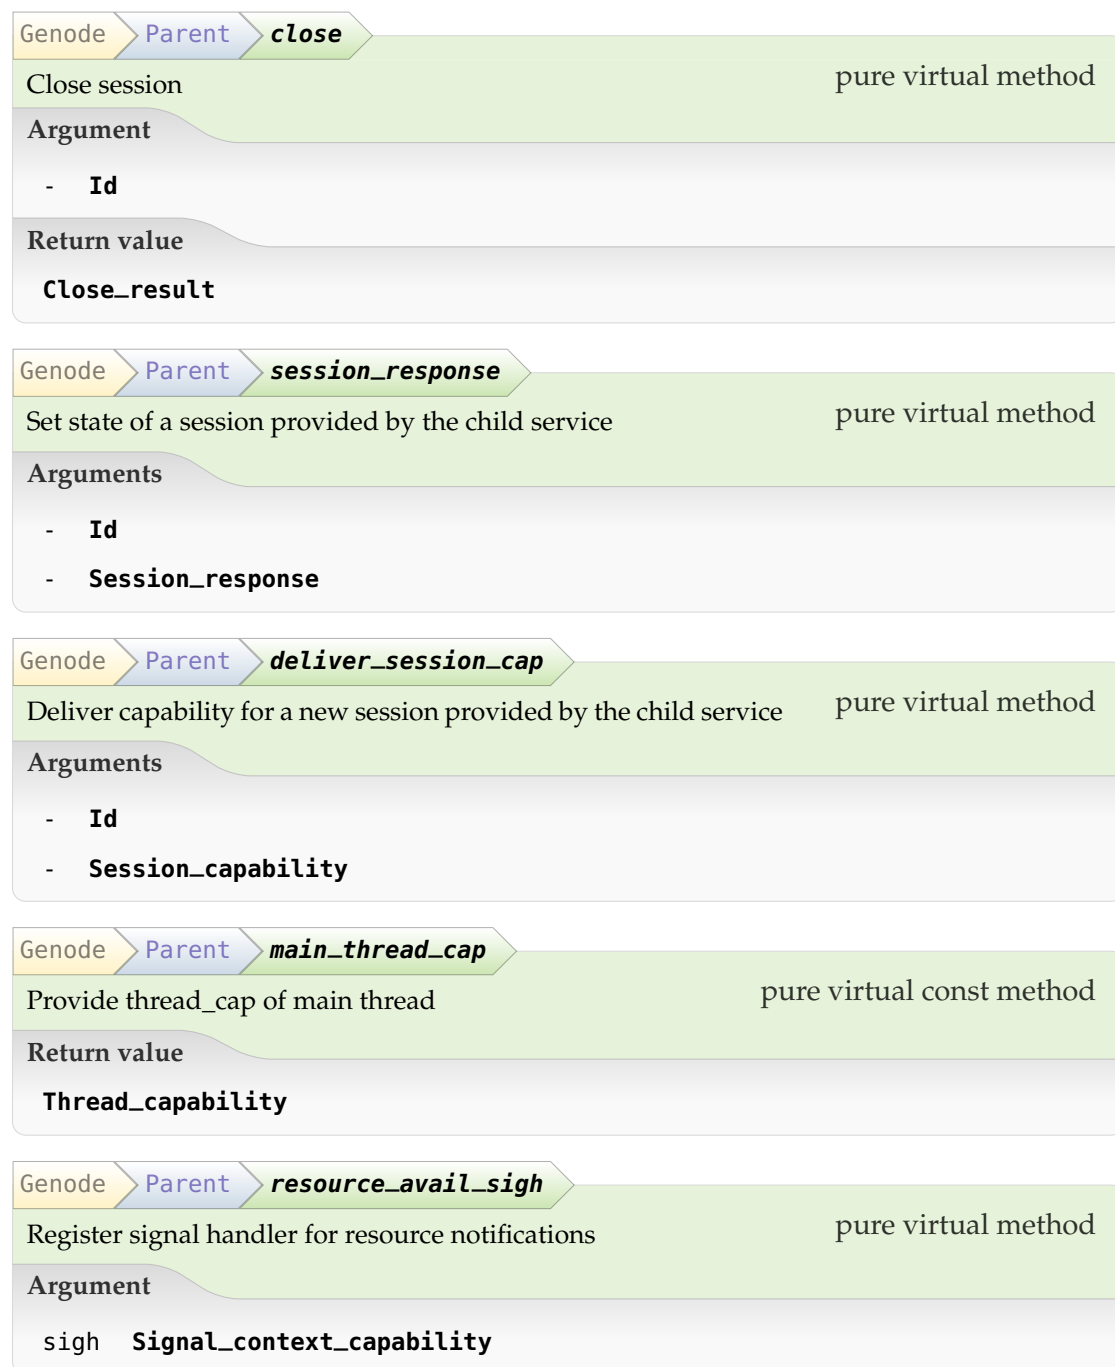 Genode Parent close
Close session pure virtual method
Argument
- Id
Return value
Close_result
Genode Parent session_response
Set state of a session provided by the child service pure virtual method
Arguments
- Id
- Session_response
Genode Parent deliver_session_cap
Deliver capability for a new session provided by the child service pure virtual method
Arguments
- Id
- Session_capability
Genode Parent main_thread_cap
Provide thread_cap of main thread pure virtual const method
Return value
Thread_capability
Genode Parent resource_avail_sigh
Register signal handler for resource notifications pure virtual method
Argument
sigh Signal_context_capability